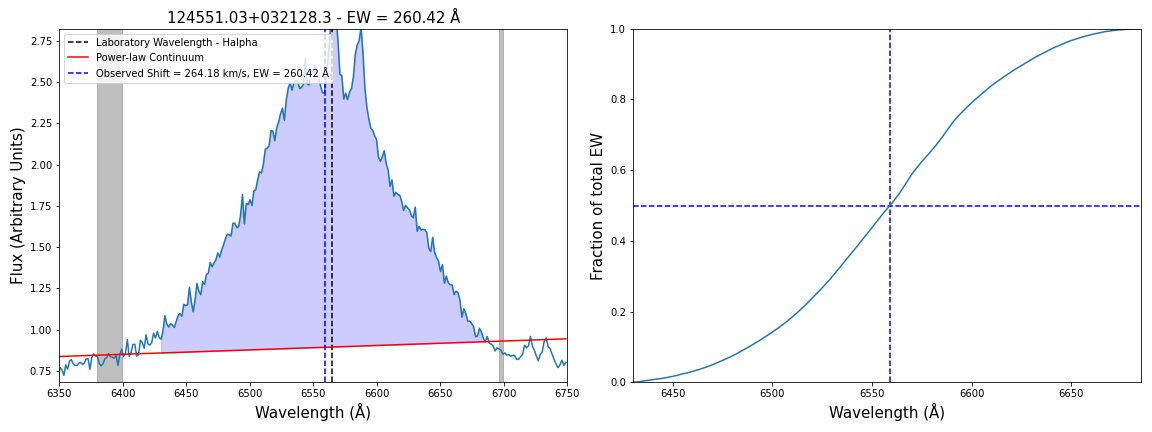 124551.03+032128.3 - EW = 260.42 Å
Laboratory Wavelength - Halpha
Power-law Continuum
Observed Shift = 264.18 km/s, EW = 260.42 Å
Flux (Arbitrary Units)
2.75
2.50
2.25
2.00
1.75
1.50
1.25
1.00
0.75
6350 6400 6450 6500 6550 6600 6650 6700 6750
Wavelength (Å)
Fraction of total EW
1.0
0.8
0.6
0.4
0.2
0.0
6450 6500 6550 6600 6650
Wavelength (Å)